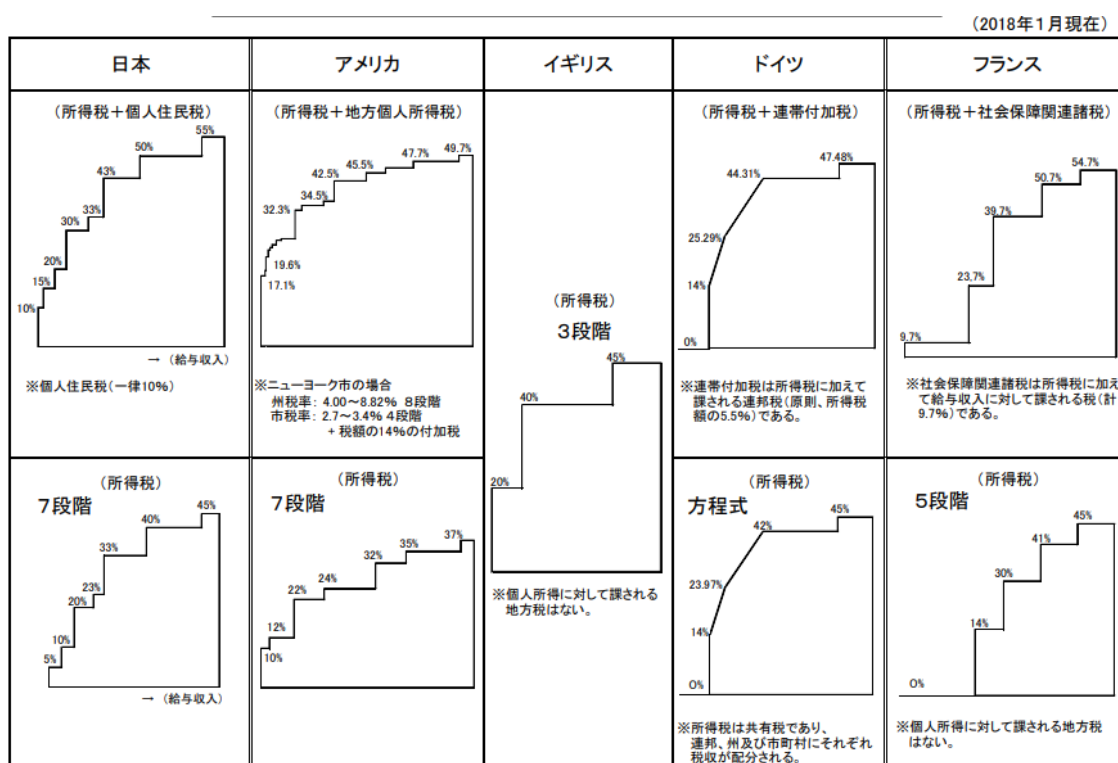 (2018年1月現在)
日本
アメリカ
イギリス
ドイツ
フランス
(所得税+個人住民税)
55%
50%
43%
33%
30%
20%
15%
10%
→ (給与収入)
※個人住民税(一律10%)
(所得税+地方個人所得税)
49.7%
47.7%
45.5%
42.5%
34.5%
32.3%
19.6%
17.1%
※ニューヨーク市の場合
州税率: 4.00~8.82% 8段階
市税率: 2.7~3.4% 4段階
+ 税額の14%の付加税
(所得税)
3段階
45%
40%
20%
※個人所得に対して課される
地方税はない。
(所得税+連帯付加税)
47.48%
44.31%
25.29%
14%
0%
※連帯付加税は所得税に加えて
課される連邦税(原則、所得税
額の5.5%)である。
(所得税+社会保障関連諸税)
54.7%
50.7%
39.7%
23.7%
9.7%
※社会保障関連諸税は所得税に加え
て給与収入に対して課される税(計
9.7%)である。
(所得税)
7段階
45%
40%
33%
23%
20%
10%
5%
→ (給与収入)
(所得税)
7段階
37%
35%
32%
24%
22%
12%
10%
(所得税)
方程式
45%
42%
23.97%
14%
0%
※所得税は共有税であり、
連邦、州及び市町村にそれぞれ
税収が配分される。
(所得税)
5段階
45%
41%
30%
14%
0%
※個人所得に対して課される地方税
はない。